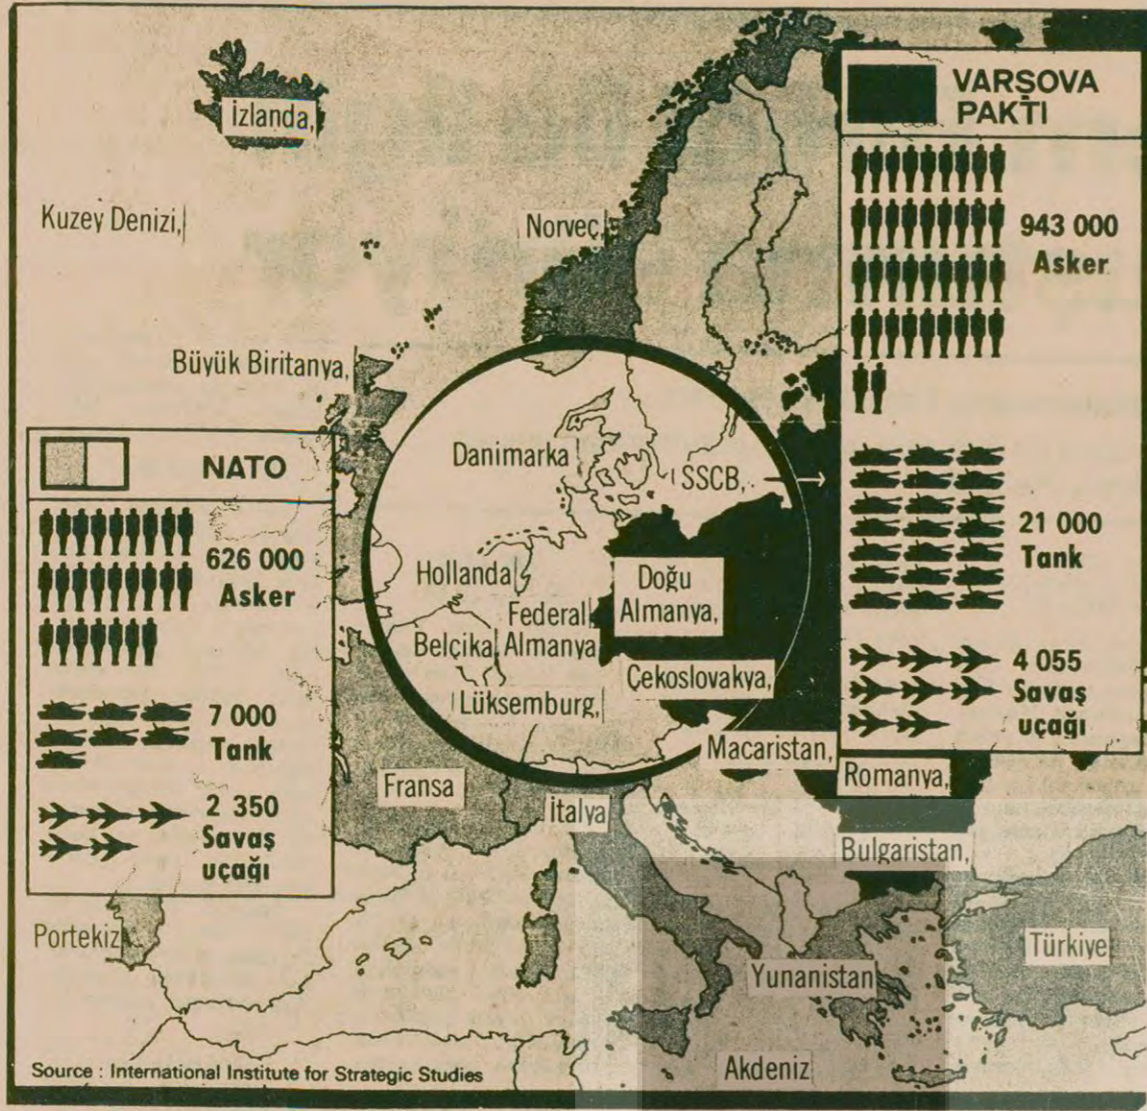 İzlanda,
Kuzey Denizi,
Norveç,
Büyük Biritanya,
VARŞOVA
PAKTI
943 000
Asker
21 000
Tank
4 055
Savaş
uçağı
NATO
626 000
Asker
7 000
Tank
2 350
Savaş
uçağı
Danimarka
SSCB,
Hollanda
Doğu
Almanya,
Federal
Almanya
Belçika
Lüksemburg,
Çekoslovakya,
Macaristan,
Romanya,
Fransa
İtalya
Bulgaristan,
Portekiz
Yunanistan
Türkiye
Akdeniz
Source : International Institute for Strategic Studies